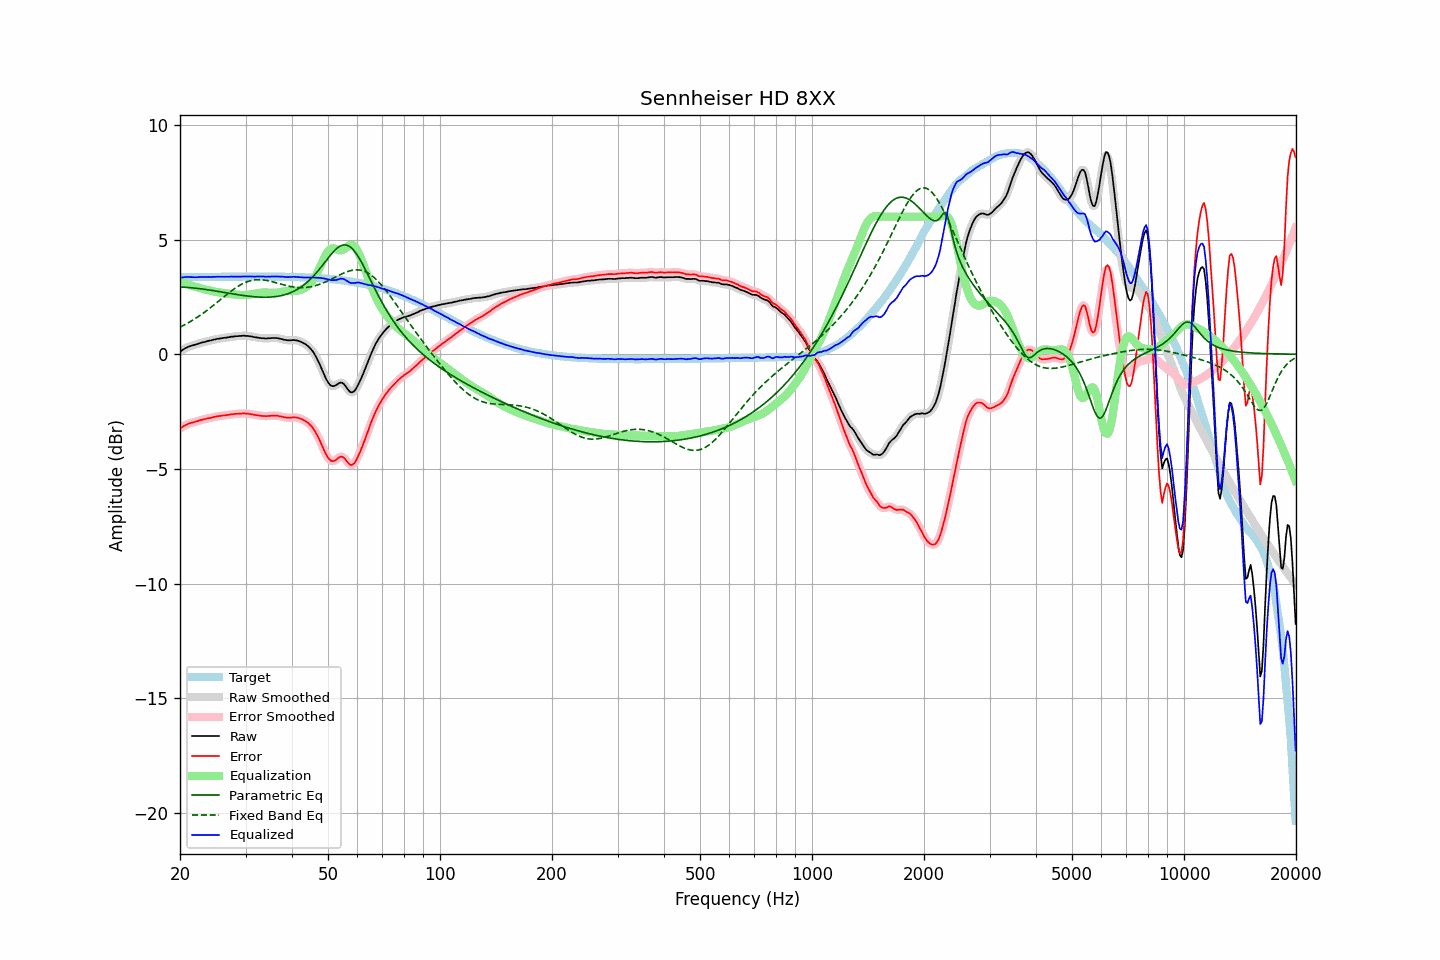 Sennheiser HD 8XX
Amplitude (dBr)
10
5
0
−5
−10
−15
−20
Target
Raw Smoothed
Error Smoothed
Raw
Error
Equalization
Parametric Eq
Fixed Band Eq
Equalized
20 50 100 200 500 1000 2000 5000 10000 20000
Frequency (Hz)